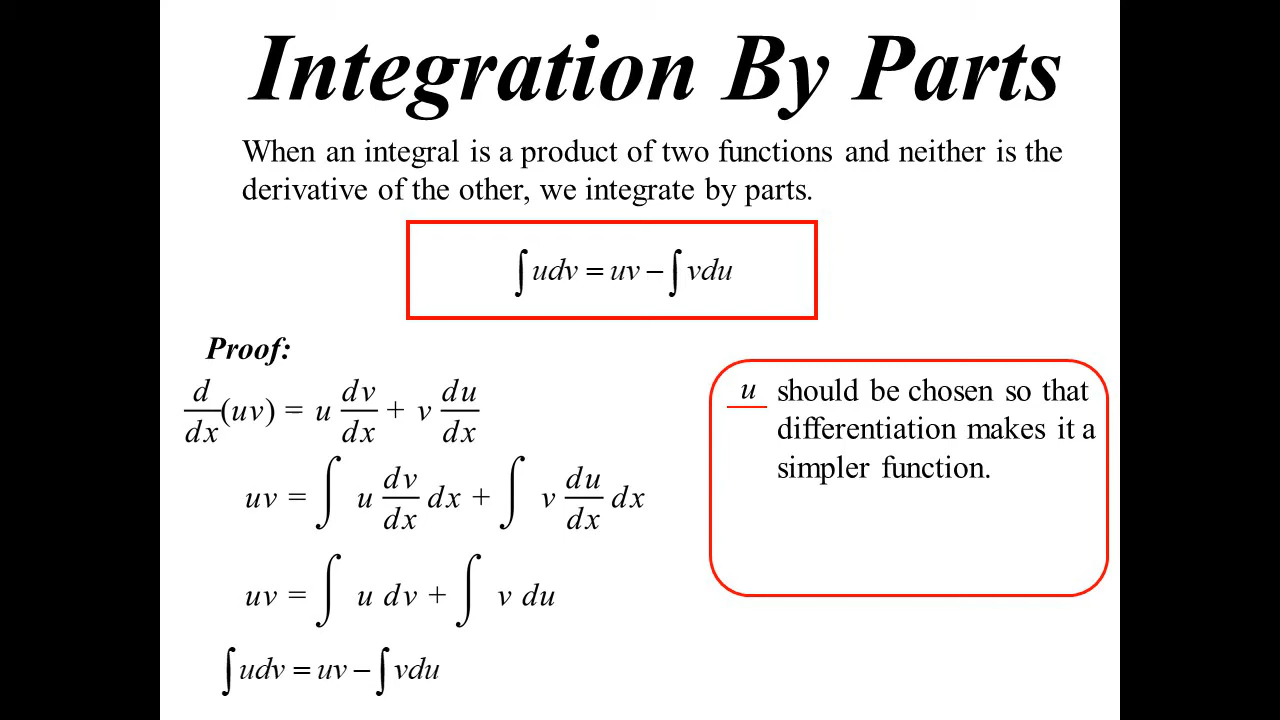 Integration By Parts
When an integral is a product of two functions and neither is the
derivative of the other, we integrate by parts.
∫ udv = uv − ∫ vdu
Proof:
d/dx (uv) = u dv/dx + v du/dx
uv = ∫ u dv/dx dx + ∫ v du/dx dx
uv = ∫ u dv + ∫ v du
∫ udv = uv − ∫ vdu
u should be chosen so that
differentiation makes it a
simpler function.